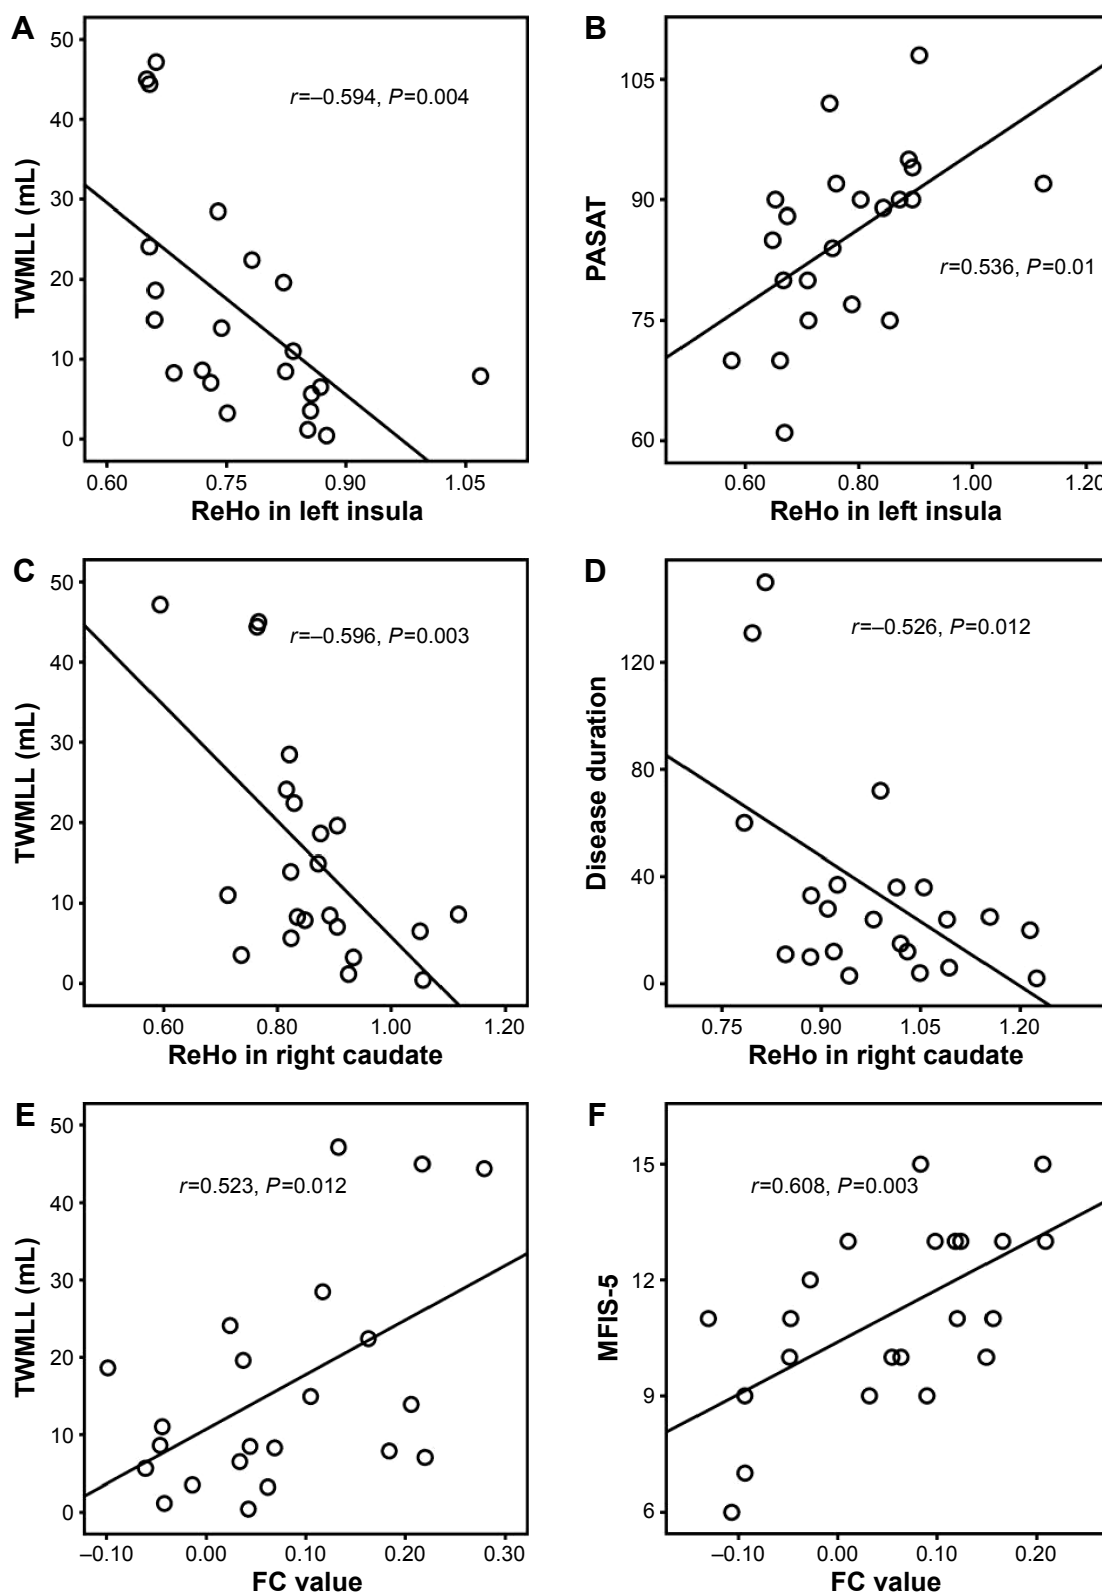 A
50
40
30
20
10
0
TWMLL (mL)
r=–0.594, P=0.004
0.60 0.75 0.90 1.05
ReHo in left insula
B
105
90
75
60
PASAT
r=0.536, P=0.01
0.60 0.80 1.00 1.20
ReHo in left insula
C
50
40
30
20
10
0
TWMLL (mL)
r=–0.596, P=0.003
0.60 0.80 1.00 1.20
ReHo in right caudate
D
120
80
40
0
Disease duration
r=–0.526, P=0.012
0.75 0.90 1.05 1.20
ReHo in right caudate
E
50
40
30
20
10
0
TWMLL (mL)
r=0.523, P=0.012
–0.10 0.00 0.10 0.20 0.30
FC value
F
15
12
9
6
MFIS-5
r=0.608, P=0.003
–0.10 0.00 0.10 0.20
FC value